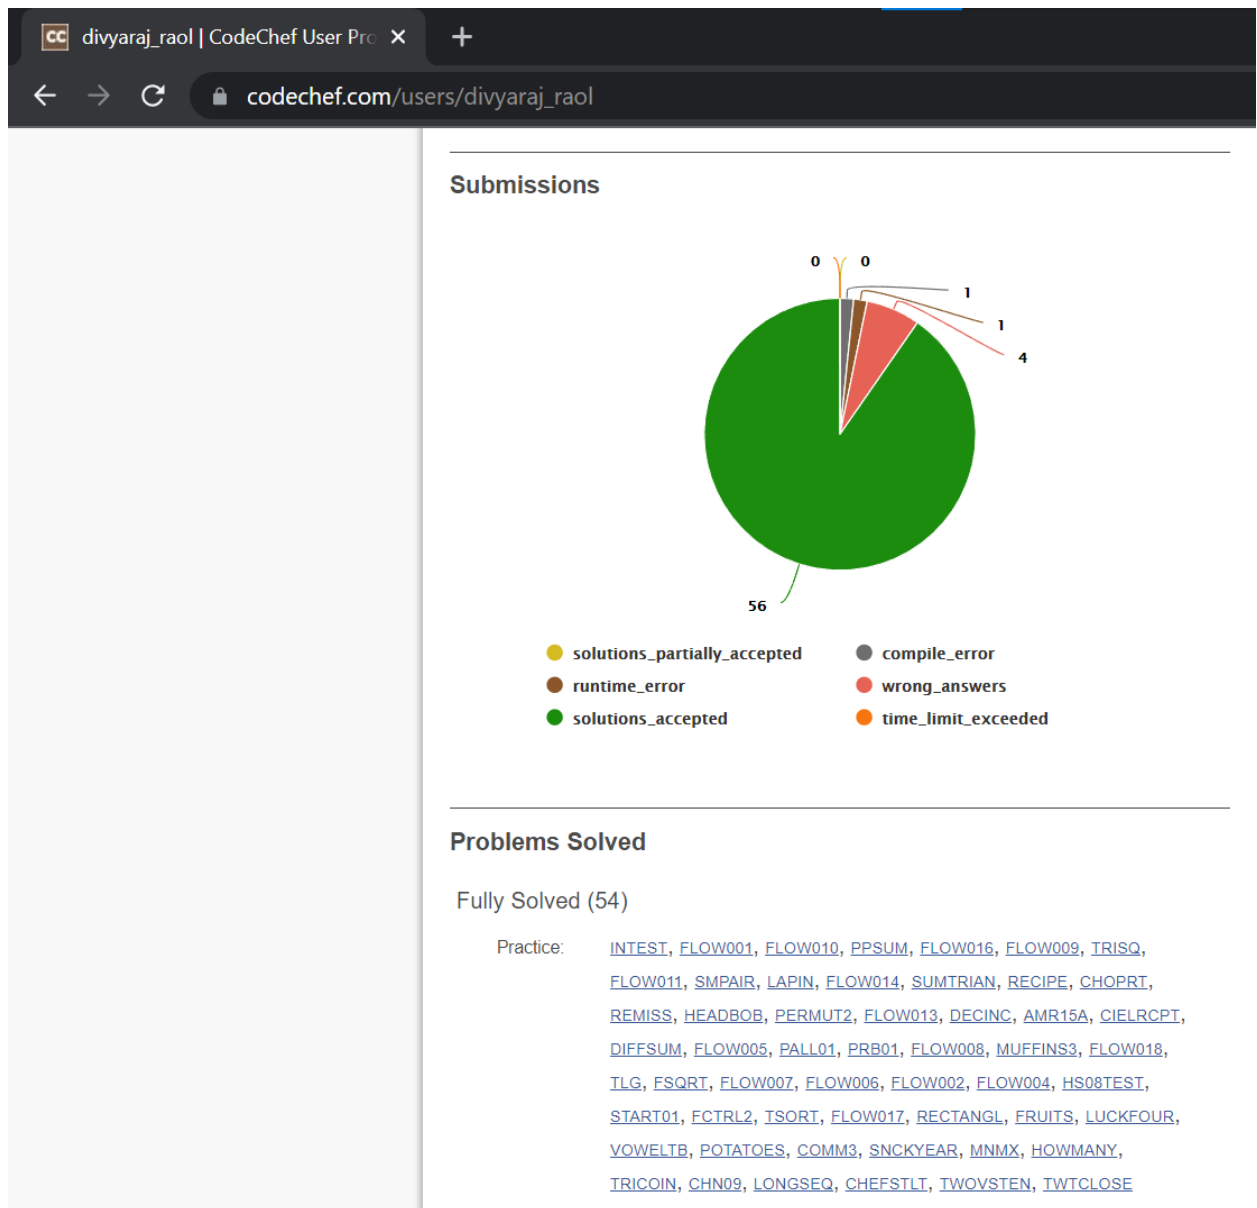 CC divyaraj_raol | CodeChef User Pro
codechef.com/users/divyaraj_raol
Submissions
0 0
1
1
4
56
solutions_partially_accepted compile_error
runtime_error wrong_answers
solutions_accepted time_limit_exceeded
Problems Solved
Fully Solved (54)
Practice: INTEST, FLOW001, FLOW010, PPSUM, FLOW016, FLOW009, TRISQ,
FLOW011, SMPAIR, LAPIN, FLOW014, SUMTRIAN, RECIPE, CHOPRT,
REMISS, HEADBOB, PERMUT2, FLOW013, DECINC, AMR15A, CIELRCPT,
DIFFSUM, FLOW005, PALL01, PRB01, FLOW008, MUFFINS3, FLOW018,
TLG, FSQRT, FLOW007, FLOW006, FLOW002, FLOW004, HS08TEST,
START01, FCTRL2, TSORT, FLOW017, RECTANGL, FRUITS, LUCKFOUR,
VOWELTB, POTATOES, COMM3, SNCKYEAR, MNMX, HOWMANY,
TRICOIN, CHN09, LONGSEQ, CHEFSTLT, TWOVSTEN, TWTCLOSE